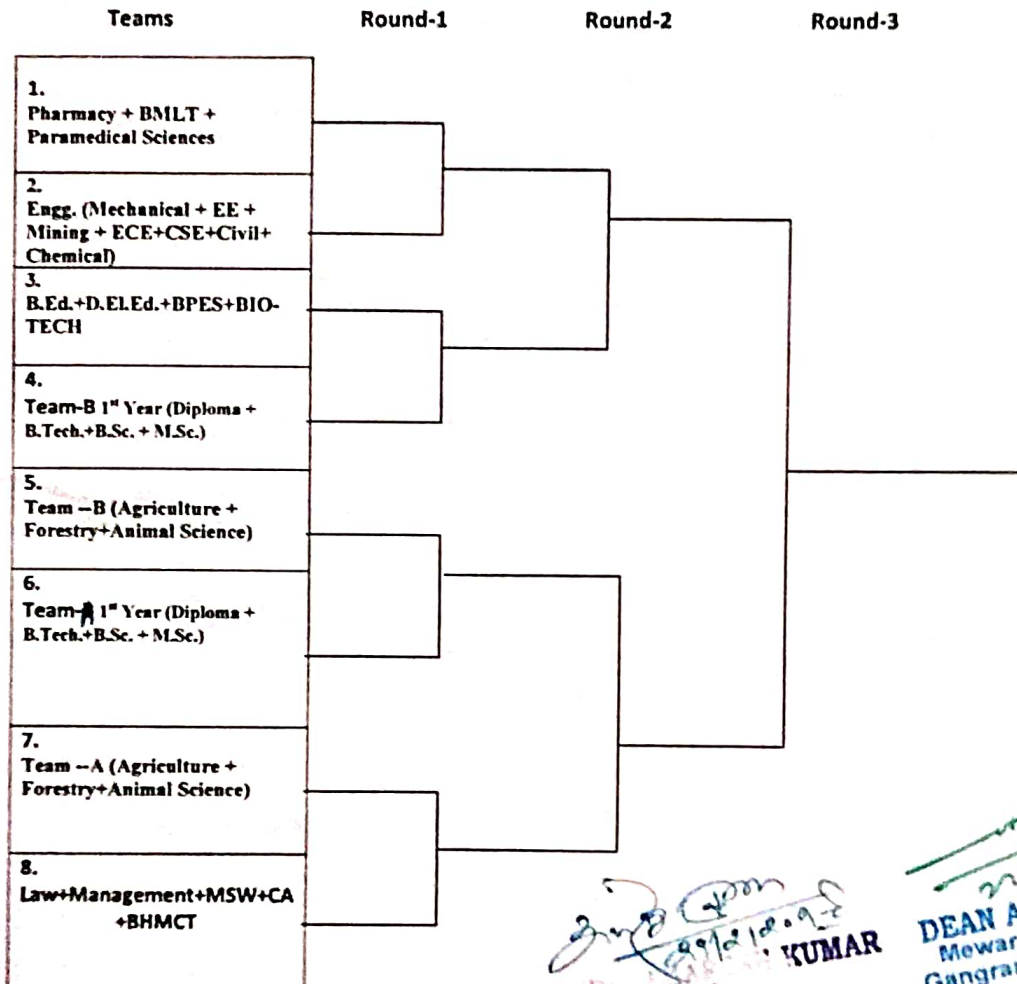 Teams Round-1 Round-2 Round-3
1.
Pharmacy + BMLT +
Paramedical Sciences
2.
Engg. (Mechanical + EE +
Mining + ECE+CSE+Civil+
Chemical)
3.
B.Ed.+D.El.Ed.+BPES+BIO-
TECH
4.
Team-B 1st Year (Diploma +
B.Tech.+B.Sc. + M.Sc.)
5.
Team –B (Agriculture +
Forestry+Animal Science)
6.
Team-A 1st Year (Diploma +
B.Tech.+B.Sc. + M.Sc.)
7.
Team –A (Agriculture +
Forestry+Animal Science)
8.
Law+Management+MSW+CA
+BHMCT
KUMAR
DEAN A
Mewar
Gangrar